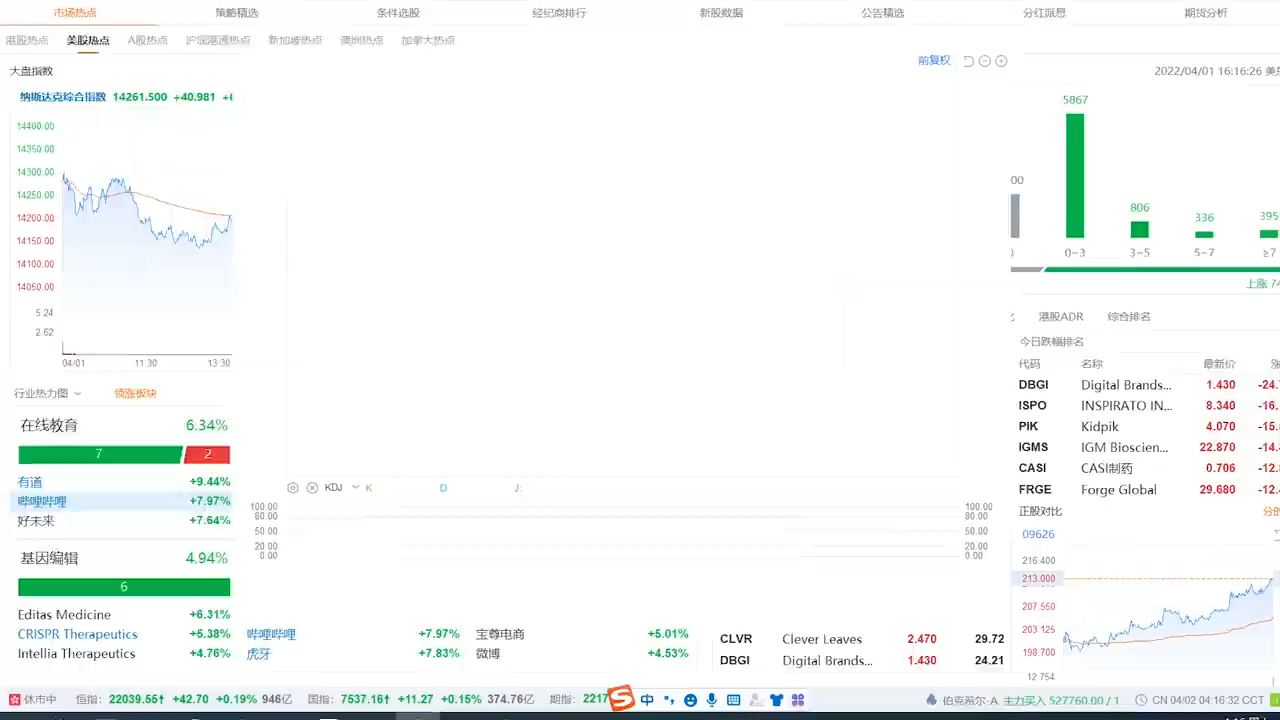 市场热点 策略精选 条件选股 经纪商排行 新股数据 公告精选 分红派息 期货分析
港股热点 美股热点 A股热点 沪深港通热点 新加坡热点 澳洲热点 加拿大热点
大盘指数
前复权
2022/04/01 16:16:26 美东
纳斯达克综合指数 14261.500 +40.981
14400.00
14350.00
14300.00
14250.00
14200.00
14150.00
14100.00
14050.00
5.24
2.62
04/01 11:30 13:30
5867
806
336
395
0~3 3~5 5~7 ≥7
上涨
港股ADR 综合排名
今日跌幅排名
代码 名称 最新价
DBGI Digital Brands... 1.430
ISPO INSPIRATO IN... 8.340
PIK Kidpik 4.070
IGMS IGM Bioscien... 22.870
CASI CASI制药 0.706
FRGE Forge Global 29.680
行业热力图 领涨板块
在线教育 6.34%
7 2
有道 +9.44%
哔哩哔哩 +7.97%
好未来 +7.64%
基因编辑 4.94%
6
Editas Medicine +6.31%
CRISPR Therapeutics +5.38%
Intellia Therapeutics +4.76%
KDJ K D J:
100.00 100.00
80.00 80.00
50.00 50.00
20.00 20.00
0.00 0.00
哔哩哔哩 +7.97% 宝尊电商 +5.01%
虎牙 +7.83% 微博 +4.53%
CLVR Clever Leaves 2.470 29.72
DBGI Digital Brands... 1.430 24.21
正股对比
09626
216.400
213.000
207.550
203.125
198.700
12.754
休市中 恒指: 22039.55↑ +42.70 +0.19% 946亿 国指: 7537.16↑ +11.27 +0.15% 374.76亿 期指: 2217
中
伯克希尔-A 主力买入 527760.00 / 1 CN 04/02 04:16:32 CCT